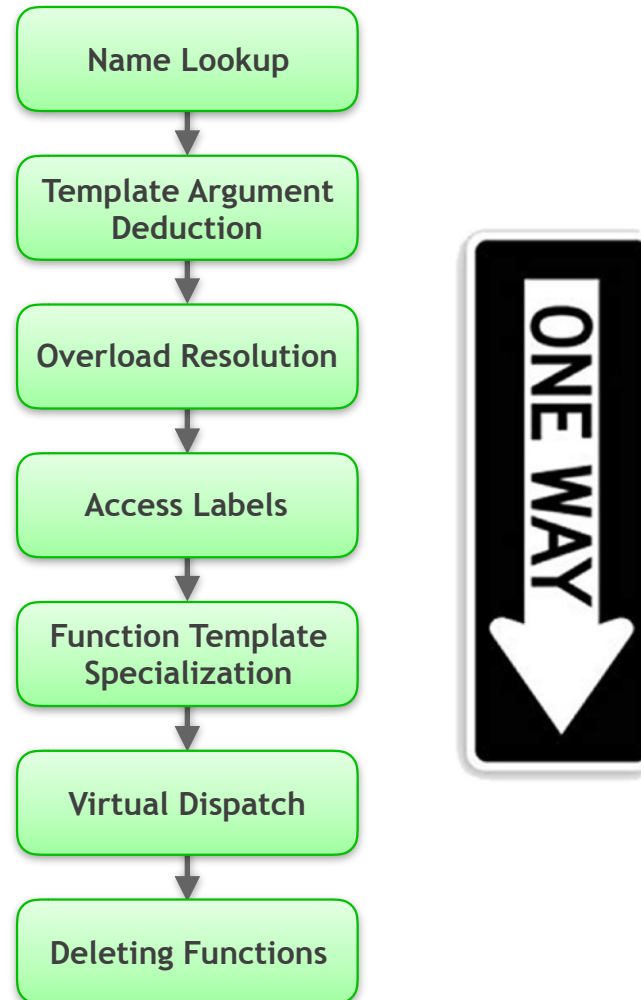 Name Lookup
Template Argument
Deduction
Overload Resolution
Access Labels
Function Template
Specialization
Virtual Dispatch
Deleting Functions
ONE WAY